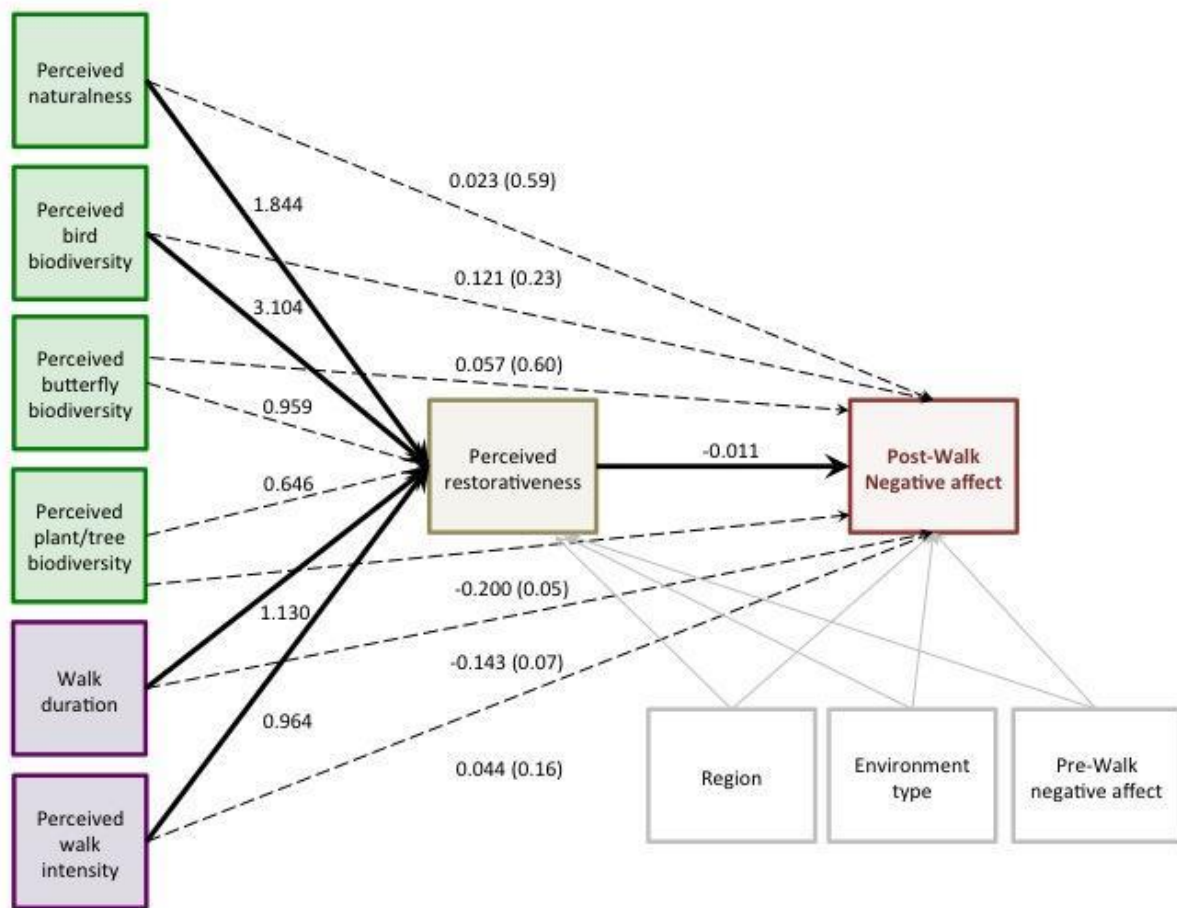 Perceived
naturalness
0.023 (0.59)
1.844
Perceived
bird
biodiversity
0.121 (0.23)
3.104
Perceived
butterfly
biodiversity
0.057 (0.60)
0.959
Perceived
restorativeness
-0.011
Post-Walk
Negative affect
0.646
Perceived
plant/tree
biodiversity
-0.200 (0.05)
1.130
Walk
duration
-0.143 (0.07)
0.964
0.044 (0.16)
Perceived
walk
intensity
Region
Environment
type
Pre-Walk
negative affect